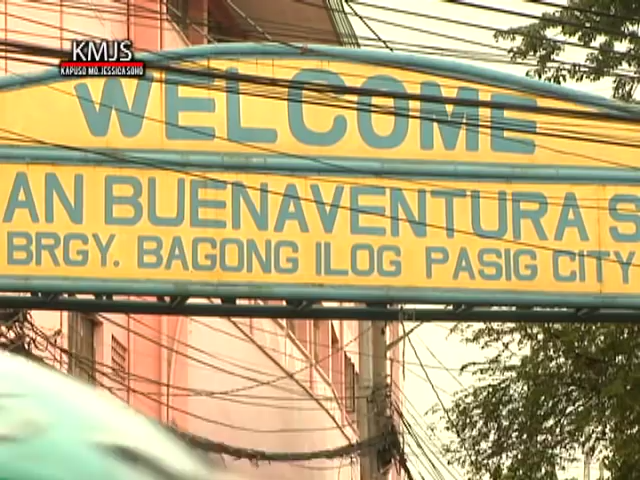 KMJS
KAPUSO MO, JESSICA SOHO
WELCOME
AN BUENAVENTURA S
BRGY. BAGONG ILOG PASIG CITY